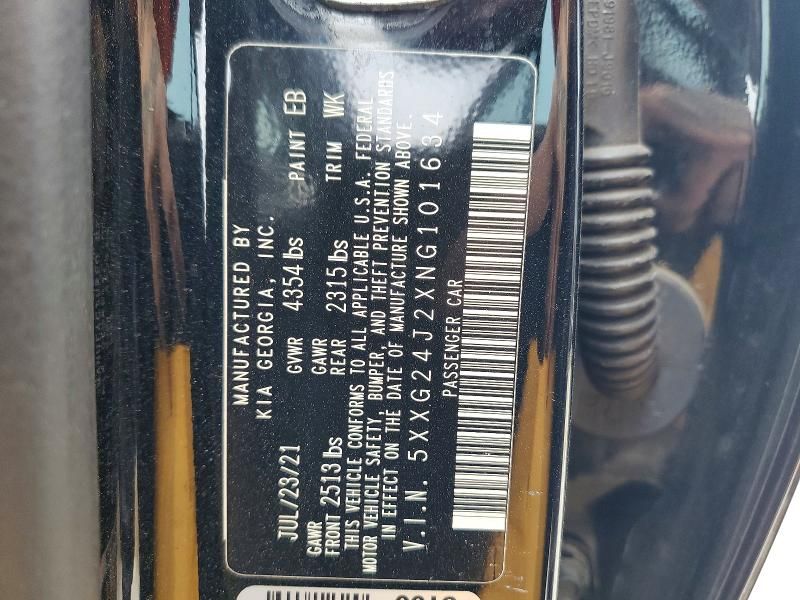 MANUFACTURED BY
KIA GEORGIA, INC.
JUL/23/21 GVWR 4354 lbs PAINT EB
GAWR GAWR
FRONT 2513 lbs REAR 2315 lbs TRIM WK
THIS VEHICLE CONFORMS TO ALL APPLICABLE U.S.A. FEDERAL
MOTOR VEHICLE SAFETY, BUMPER, AND THEFT PREVENTION STANDARDS
IN EFFECT ON THE DATE OF MANUFACTURE SHOWN ABOVE.
V.I.N. 5XXG24J2XNG101634
PASSENGER CAR